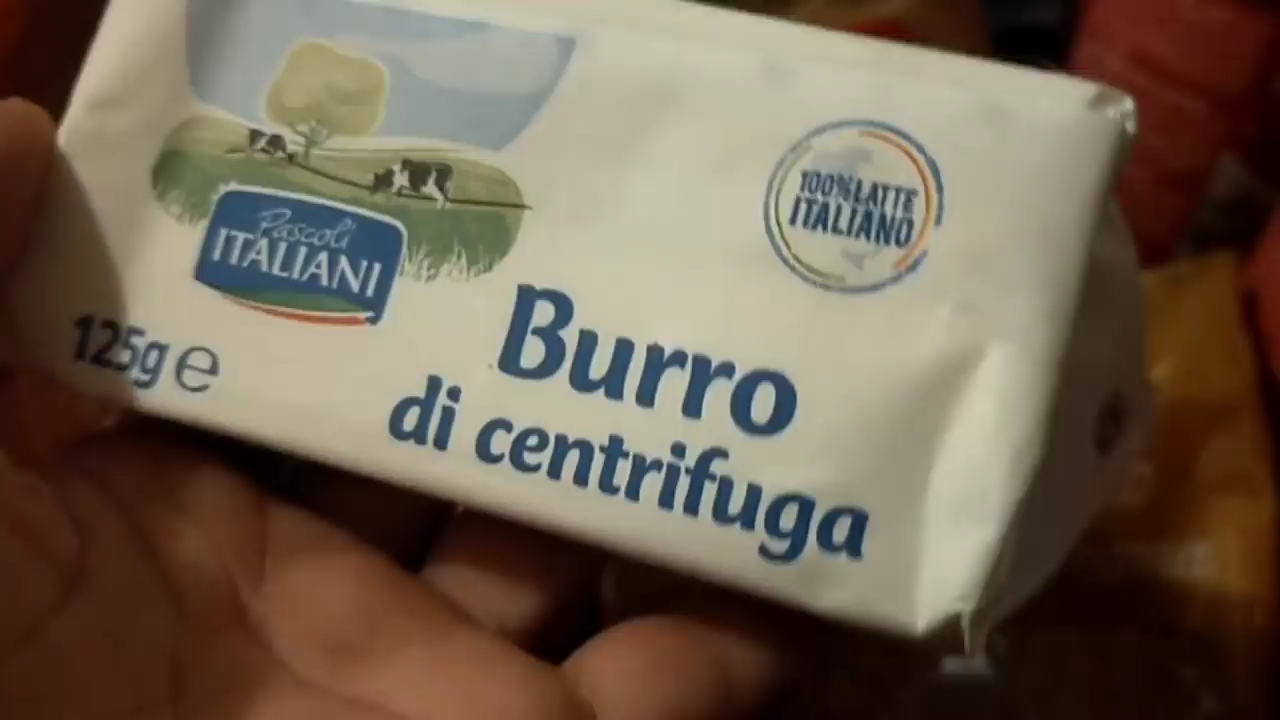 Pascoli
ITALIANI
100% LATTE
ITALIANO
125g e
Burro
di centrifuga